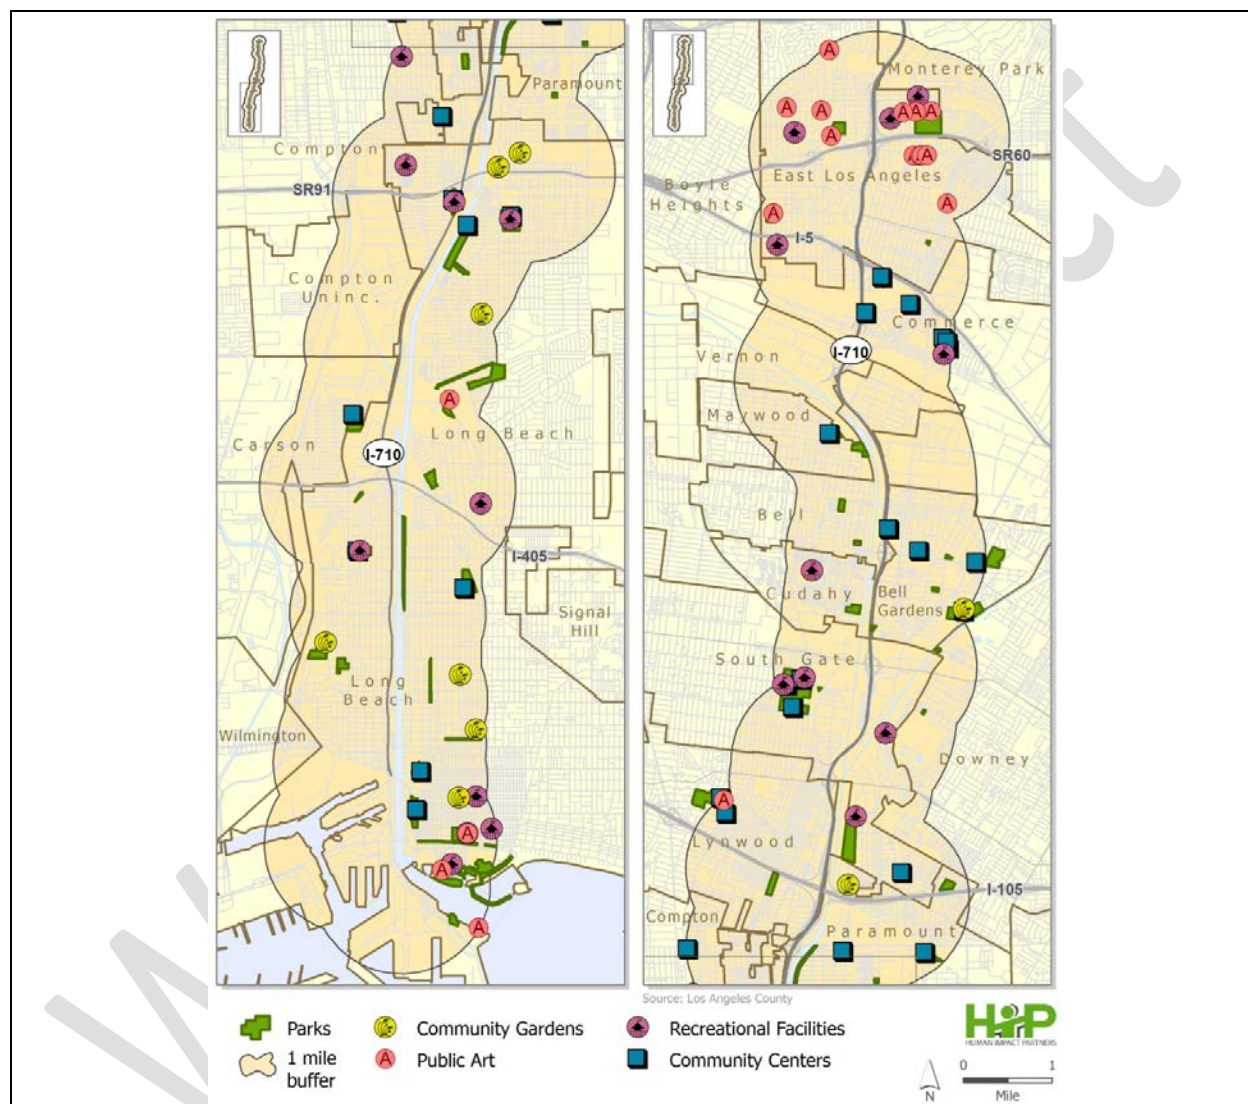 Paramount
Compton
SR91
Compton
Uninc.
Carson
Long Beach
I-710
I-405
Signal
Hill
Long
Beach
Wilmington
A
A
A
A
A
A
A
A
Monterey Park
A
A
A
A
A
A
A
A
SR60
East Los Angeles
Boyle
Heights
A
A
I-5
Commerce
I-710
Vernon
Maywood
Bell
Cudahy
Bell
Gardens
South Gate
Downey
A
Lynwood
I-105
Compton
Paramount
Source: Los Angeles County
Parks
Community Gardens
Recreational Facilities
1 mile
buffer
A Public Art
Community Centers
HIP
HUMAN IMPACT PARTNERS
N
0 1
Mile